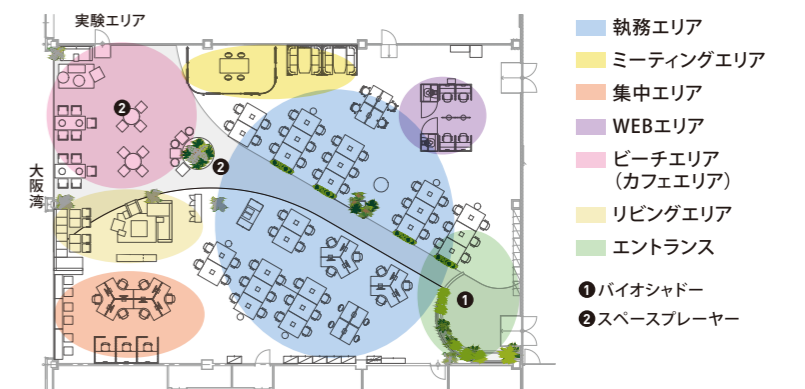 実験エリア
大阪湾
❷
❷
❶
執務エリア
ミーティングエリア
集中エリア
WEBエリア
ビーチエリア
（カフェエリア）
リビングエリア
エントランス
❶バイオシャドー
❷スペースプレーヤー